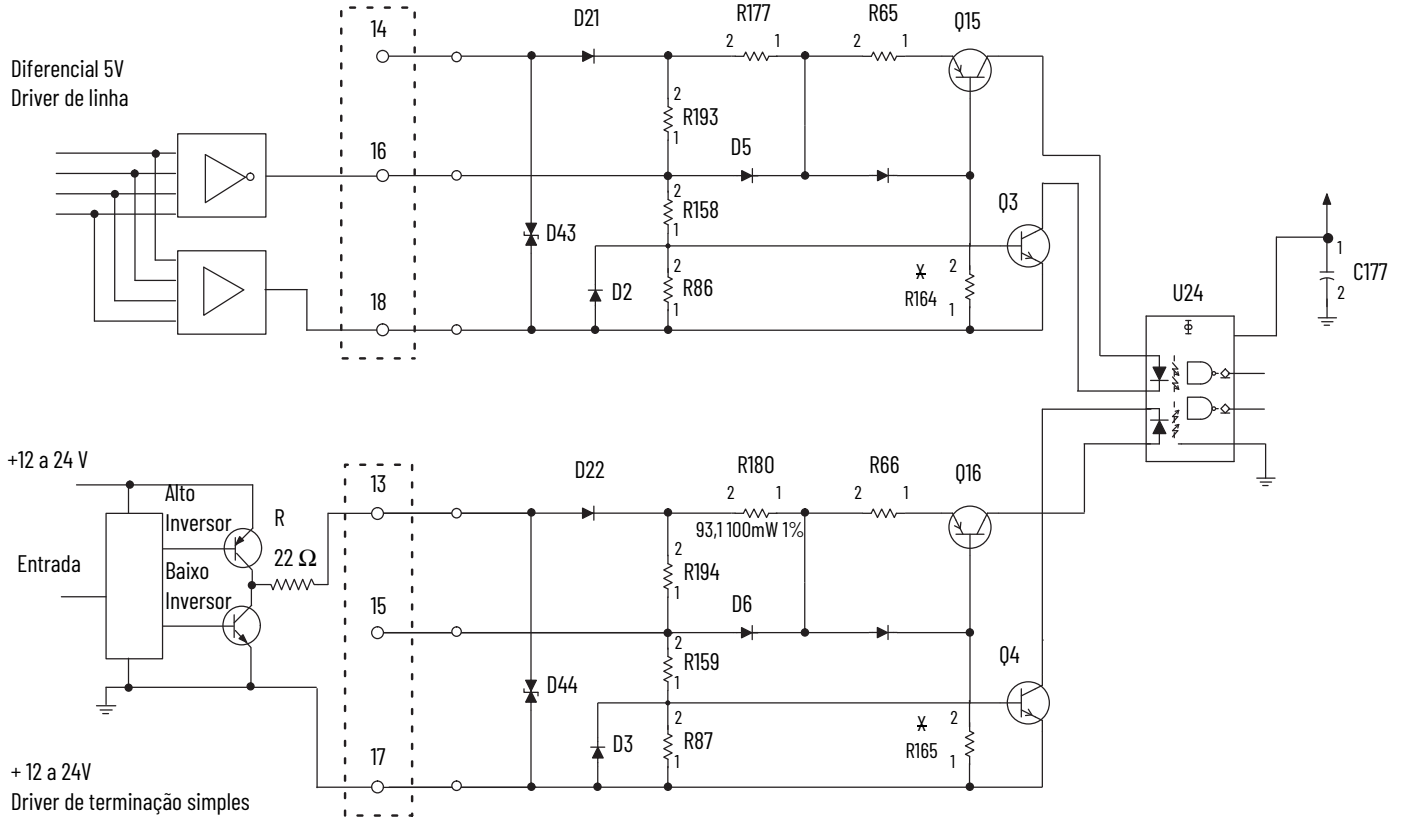 14
D21
R177
2
1
R65
2
1
Q15
Diferencial 5V
Driver de linha
2
R193
1
16
D5
2
R158
1
Q3
D43
2
R86
1
D2
X
R164
2
1
18
U24
Φ
1
C177
2
+12 a 24 V
Alto
Inversor
R
22 Ω
Entrada
Baixo
Inversor
13
D22
R180
2
1
93,1 100mW 1%
R66
2
1
Q16
2
R194
1
15
D6
2
R159
1
Q4
D44
2
R87
1
D3
X
R165
2
1
17
+ 12 a 24V
Driver de terminação simples